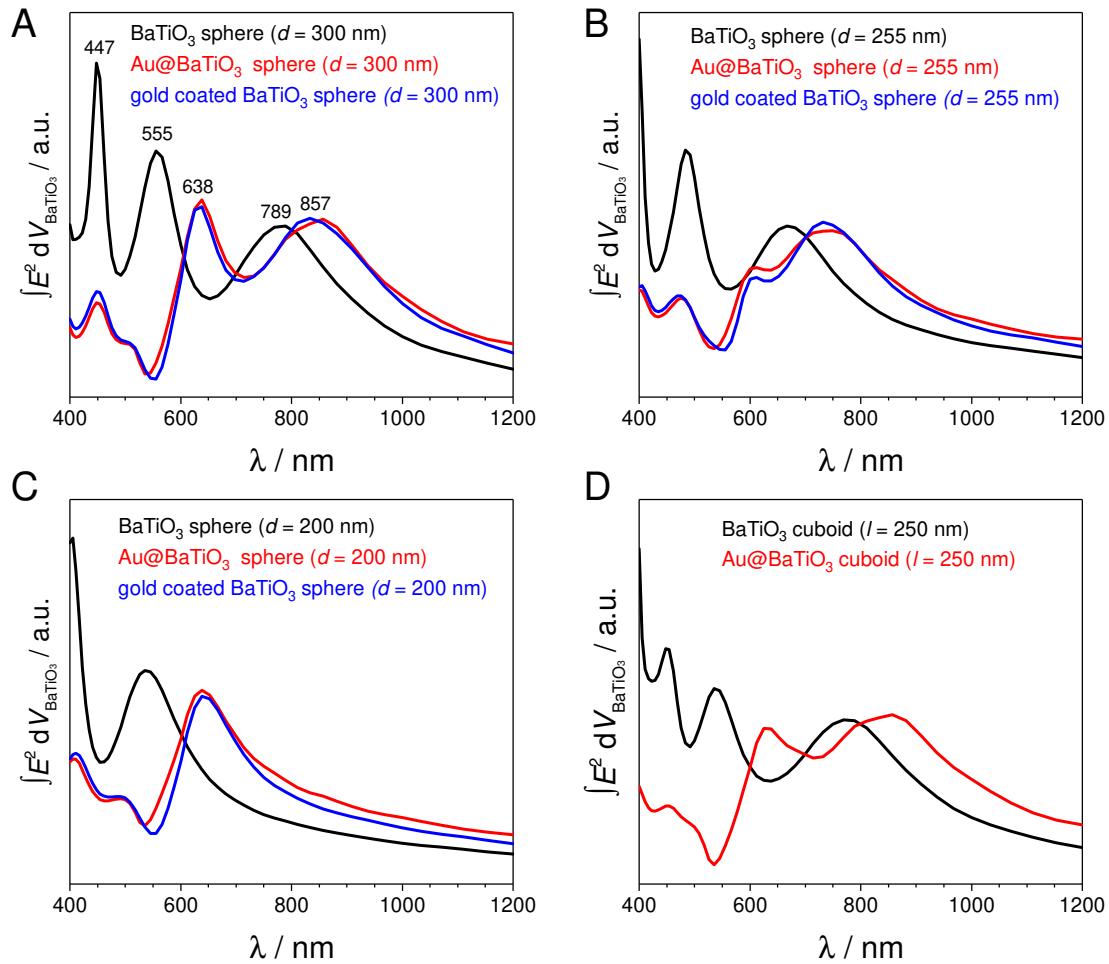 A
BaTiO₃ sphere (d = 300 nm)
Au@BaTiO₃ sphere (d = 300 nm)
gold coated BaTiO₃ sphere (d = 300 nm)
447
555
638
789
857
∫E² dV_BaTiO₃ / a.u.
400 600 800 1000 1200
λ / nm
B
BaTiO₃ sphere (d = 255 nm)
Au@BaTiO₃ sphere (d = 255 nm)
gold coated BaTiO₃ sphere (d = 255 nm)
∫E² dV_BaTiO₃ / a.u.
400 600 800 1000 1200
λ / nm
C
BaTiO₃ sphere (d = 200 nm)
Au@BaTiO₃ sphere (d = 200 nm)
gold coated BaTiO₃ sphere (d = 200 nm)
∫E² dV_BaTiO₃ / a.u.
400 600 800 1000 1200
λ / nm
D
BaTiO₃ cuboid (l = 250 nm)
Au@BaTiO₃ cuboid (l = 250 nm)
∫E² dV_BaTiO₃ / a.u.
400 600 800 1000 1200
λ / nm